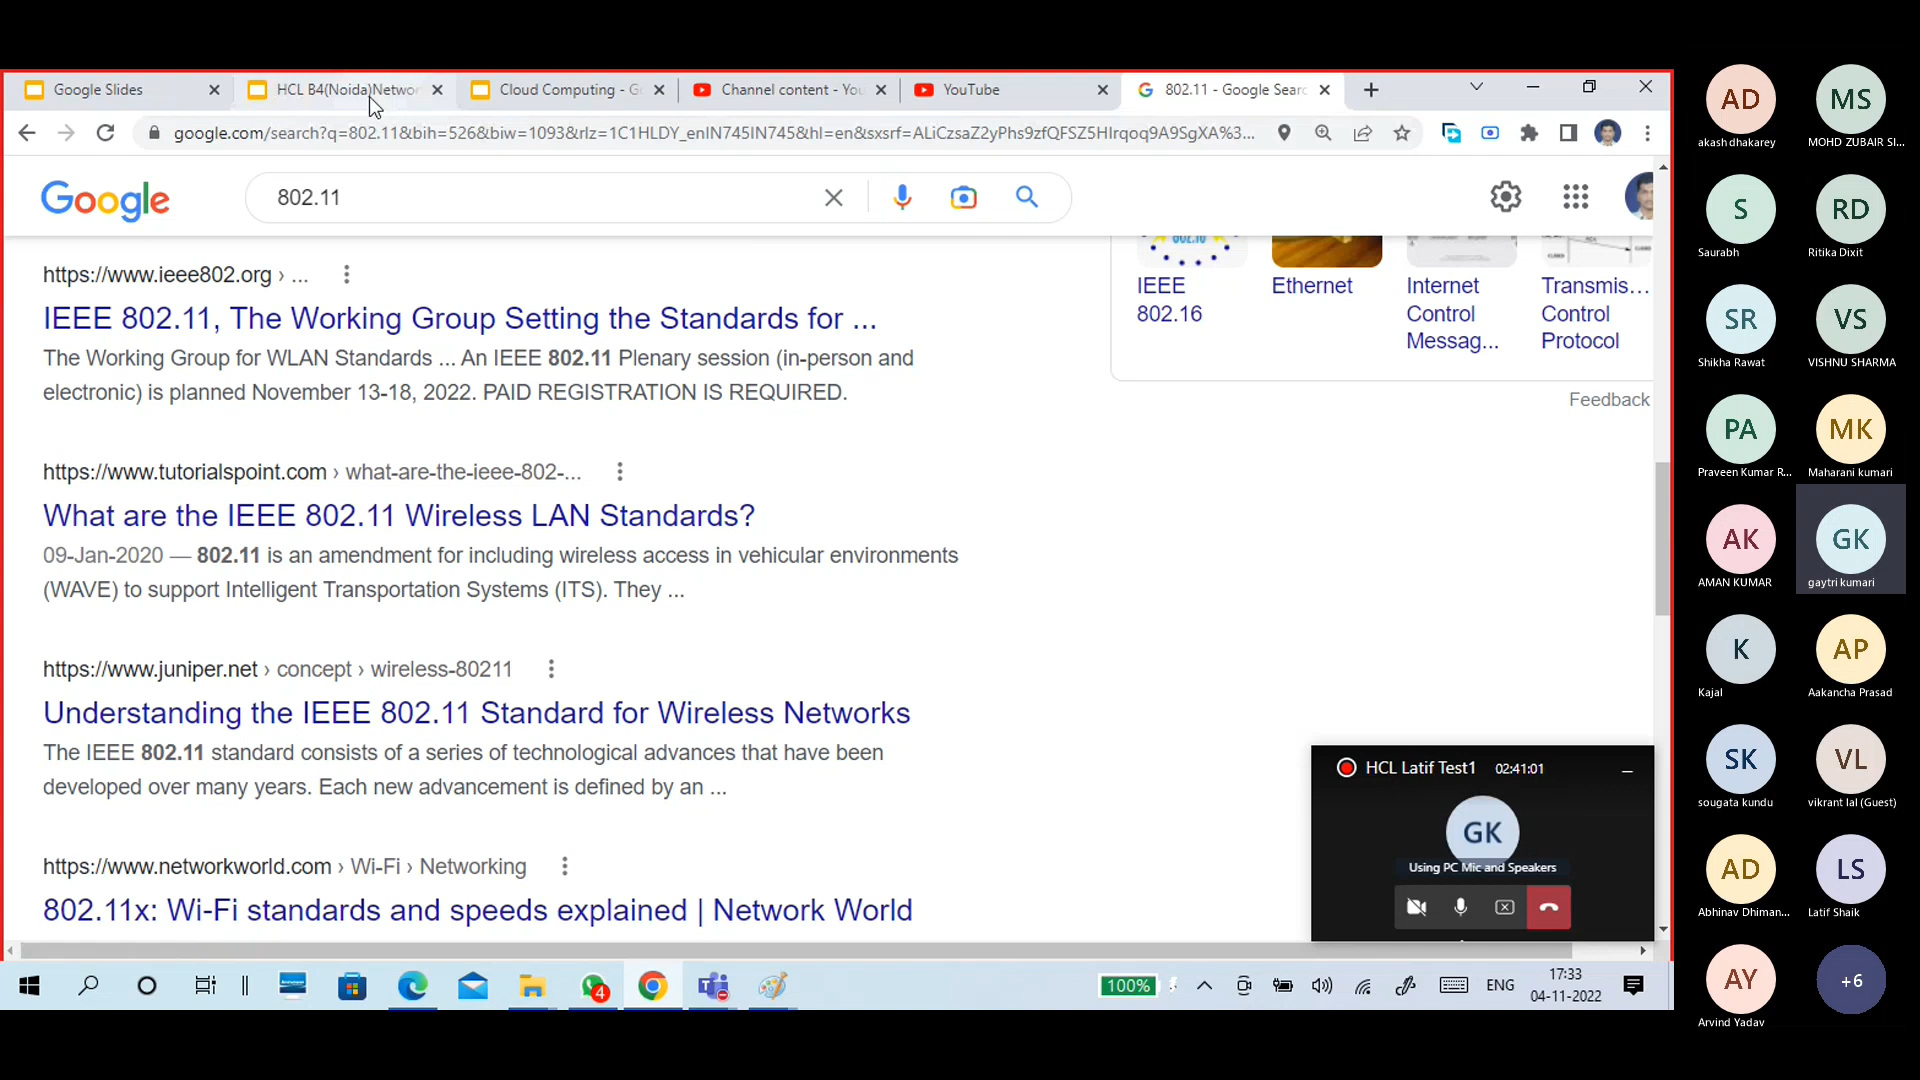 Google Slides
HCL B4(Noida)Networ
Cloud Computing - G
Channel content - You
YouTube
802.11 - Google Searc
google.com/search?q=802.11&bih=526&biw=1093&rlz=1C1HLDY_enIN745IN745&hl=en&sxsrf=ALiCzsaZ2yPhs9zfQFSZ5HIrqoq9A9SgXA%3...
Google
802.11
https://www.ieee802.org › ...
IEEE 802.11, The Working Group Setting the Standards for ...
The Working Group for WLAN Standards ... An IEEE 802.11 Plenary session (in-person and
electronic) is planned November 13-18, 2022. PAID REGISTRATION IS REQUIRED.
https://www.tutorialspoint.com › what-are-the-ieee-802-...
What are the IEEE 802.11 Wireless LAN Standards?
09-Jan-2020 — 802.11 is an amendment for including wireless access in vehicular environments
(WAVE) to support Intelligent Transportation Systems (ITS). They ...
https://www.juniper.net › concept › wireless-80211
Understanding the IEEE 802.11 Standard for Wireless Networks
The IEEE 802.11 standard consists of a series of technological advances that have been
developed over many years. Each new advancement is defined by an ...
https://www.networkworld.com › Wi-Fi › Networking
802.11x: Wi-Fi standards and speeds explained | Network World
IEEE
802.16
Ethernet
Internet
Control
Messag...
Transmis...
Control
Protocol
Feedback
HCL Latif Test1 02:41:01
GK
Using PC Mic and Speakers
4
100%
ENG
17:33
04-11-2022
AD
akash dhakarey
MS
MOHD ZUBAIR SI...
S
Saurabh
RD
Ritika Dixit
SR
Shikha Rawat
VS
VISHNU SHARMA
PA
Praveen Kumar R...
MK
Maharani kumari
AK
AMAN KUMAR
GK
gaytri kumari
K
Kajal
AP
Aakancha Prasad
SK
sougata kundu
VL
vikrant lal (Guest)
AD
Abhinav Dhiman...
LS
Latif Shaik
AY
Arvind Yadav
+6